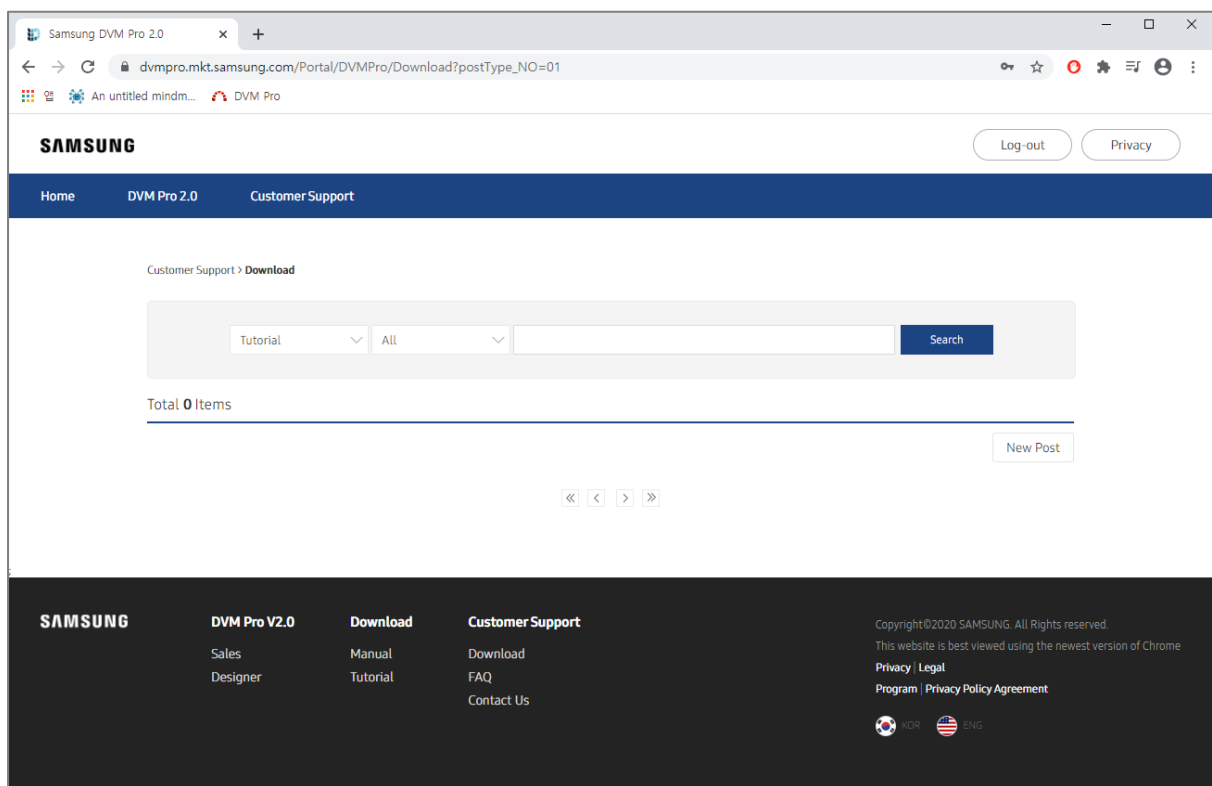 Samsung DVM Pro 2.0
dvmpro.mkt.samsung.com/Portal/DVMPro/Download?postType_NO=01
앱 An untitled mindm... DVM Pro
SAMSUNG Log-out Privacy
Home DVM Pro 2.0 Customer Support
Customer Support > Download
Tutorial All Search
Total 0 Items
New Post
« < > »
;
SAMSUNG DVM Pro V2.0 Download Customer Support
Sales Manual Download
Designer Tutorial FAQ
Contact Us
Copyright©2020 SAMSUNG. All Rights reserved.
This website is best viewed using the newest version of Chrome
Privacy | Legal
Program | Privacy Policy Agreement
KOR ENG